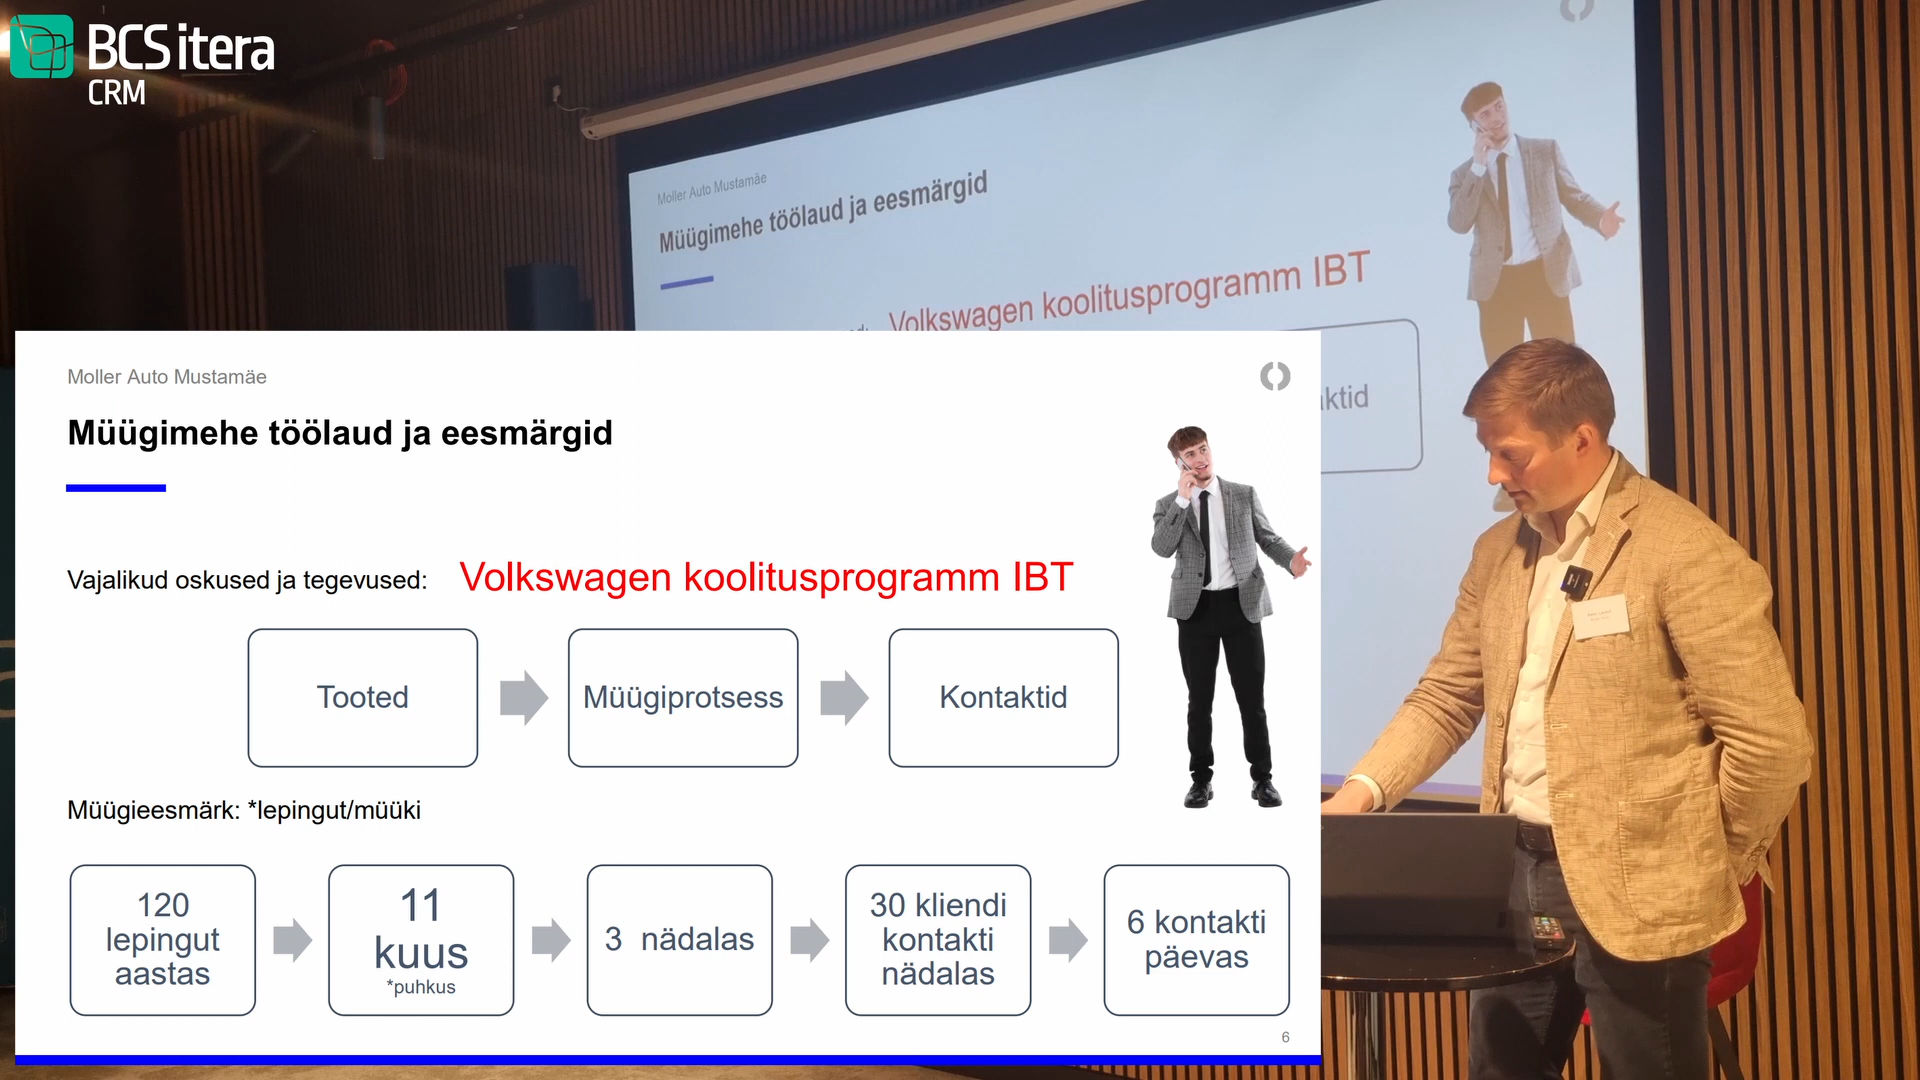 BCS itera
CRM
Moller Auto Mustamäe
Müügimehe töölaud ja eesmärgid
Volkswagen koolitusprogramm IBT
Moller Auto Mustamäe
Müügimehe töölaud ja eesmärgid
Vajalikud oskused ja tegevused: Volkswagen koolitusprogramm IBT
Tooted
Müügiprotsess
Kontaktid
Müügieesmärk: *lepingut/müüki
120
lepingut
aastas
11
kuus
*puhkus
3 nädalas
30 kliendi
kontakti
nädalas
6 kontakti
päevas
6